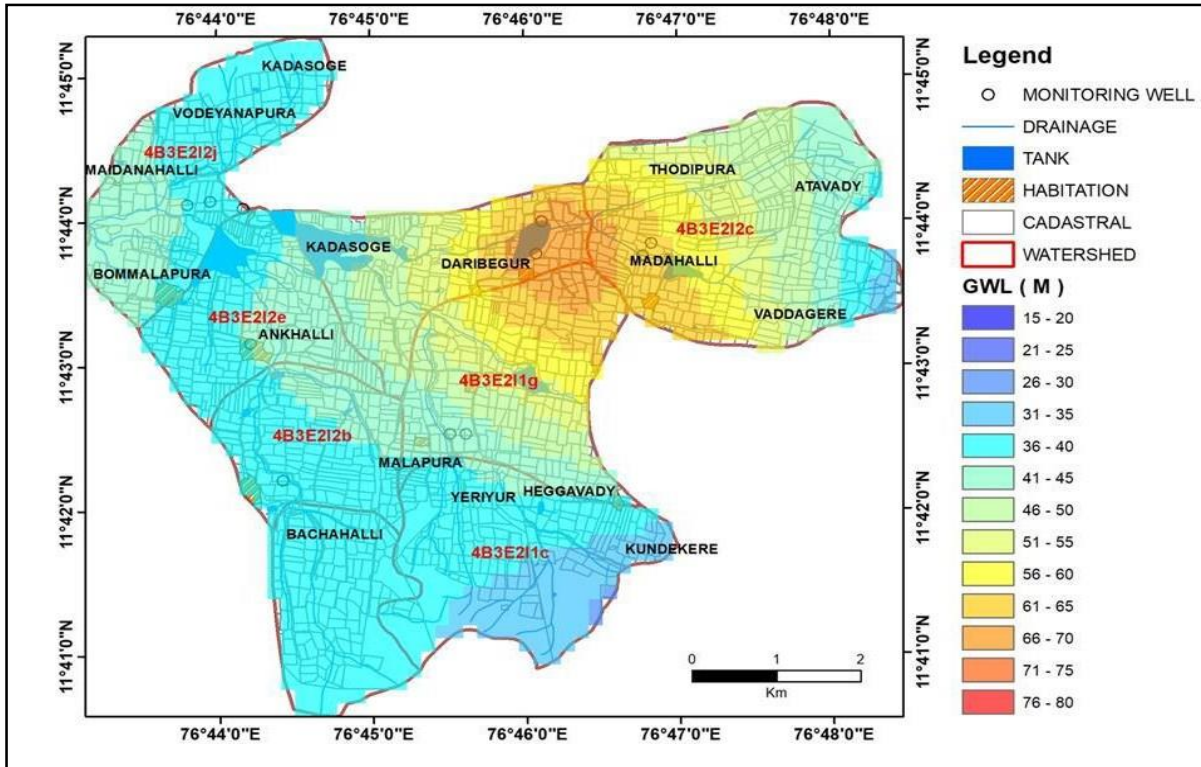 76°44'0"E 76°45'0"E 76°46'0"E 76°47'0"E 76°48'0"E
11°45'0"N
11°44'0"N
11°43'0"N
11°42'0"N
11°41'0"N
KADASOGE
VODEYANAPURA
4B3E2I2j
MAIDANAHALLI
THODIPURA
ATAVADY
4B3E2I2c
KADASOGE
DARIBEGUR
MADAHALLI
BOMMALAPURA
4B3E2I2e
VADDAGERE
ANKHALLI
4B3E2I1g
4B3E2I2b
MALAPURA
YERIYUR
HEGGAVADY
BACHAHALLI
4B3E2I1c
KUNDEKERE
11°45'0"N
11°44'0"N
11°43'0"N
11°42'0"N
11°41'0"N
0 1 2
Km
76°44'0"E 76°45'0"E 76°46'0"E 76°47'0"E 76°48'0"E
Legend
MONITORING WELL
DRAINAGE
TANK
HABITATION
CADASTRAL
WATERSHED
GWL ( M )
15 - 20
21 - 25
26 - 30
31 - 35
36 - 40
41 - 45
46 - 50
51 - 55
56 - 60
61 - 65
66 - 70
71 - 75
76 - 80